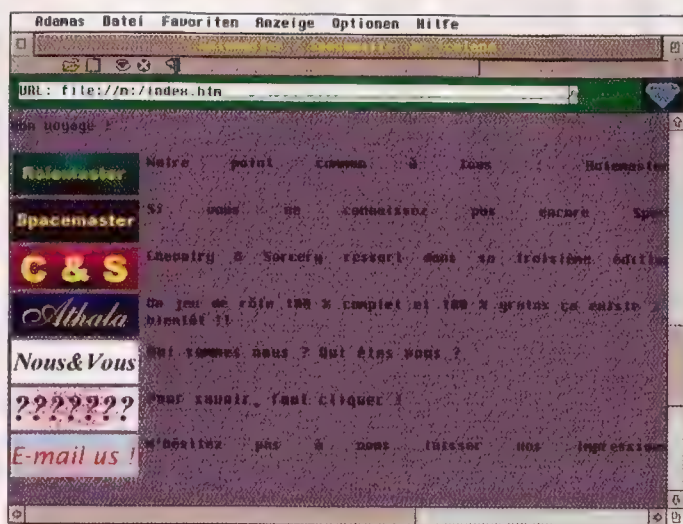 Adamas Datei Favoriten Anzeige Optionen Hilfe
URL: file://n:/index.htm
Bon voyage !
Rolemaster
Notre point commun à tous : Rolemaster
Spacemaster
Si vous ne connaissez pas encore Spac
C & S
Chevalry & Sorcery ressort dans sa troisième éditio
Athala
Un jeu de rôle 100 % complet et 100 % gratos ça existe
bientôt !!
Nous&Vous
Qui sommes nous ? Qui êtes vous ?
???????
Pour savoir, faut cliquer !
E-mail us !
N'hésitez pas à nous laisser vos impression